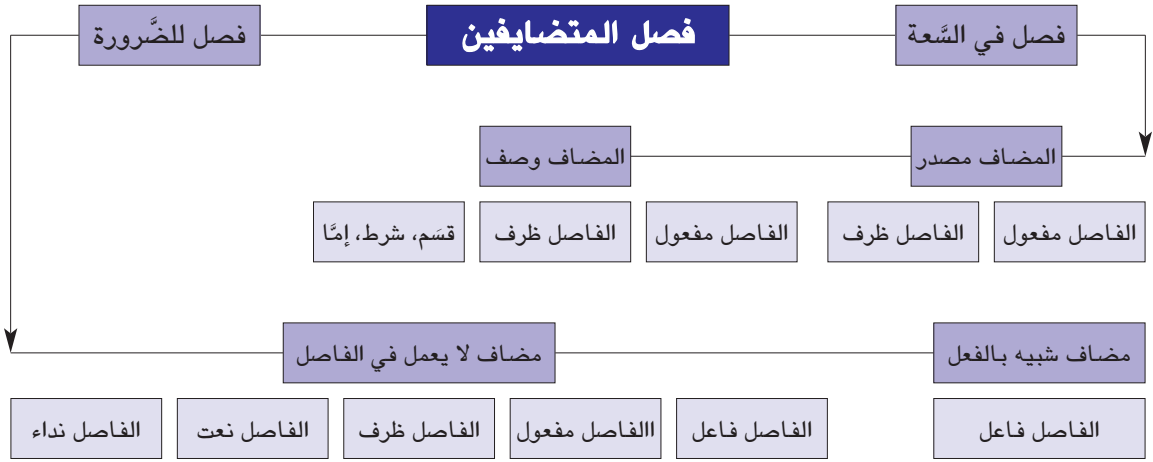 فصل في السَّعة
فصل المتضايفين
فصل للضَّرورة
المضاف مصدر
المضاف وصف
الفاصل مفعول
الفاصل ظرف
الفاصل مفعول
الفاصل ظرف
قسَم، شرط، إمَّا
مضاف شبيه بالفعل
مضاف لا يعمل في الفاصل
الفاصل فاعل
الفاصل فاعل
االفاصل مفعول
الفاصل ظرف
الفاصل نعت
الفاصل نداء